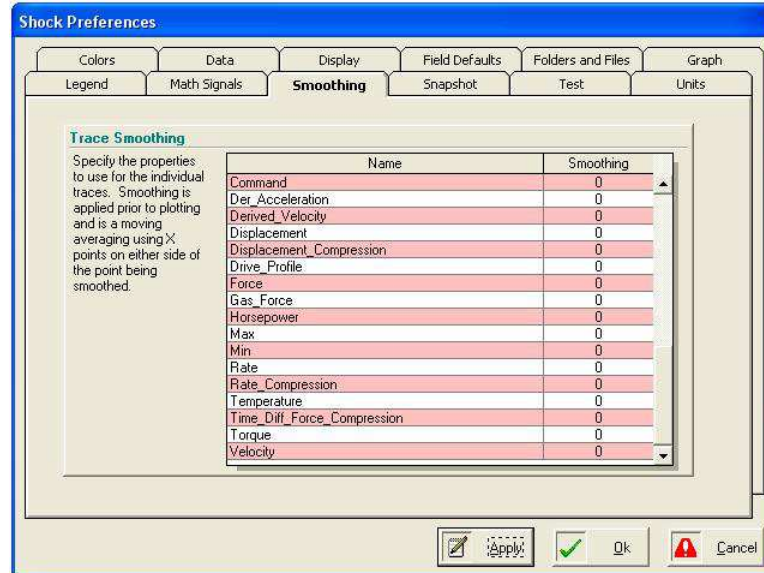 Shock Preferences
Colors Data Display Field Defaults Folders and Files Graph
Legend Math Signals Smoothing Snapshot Test Units
Trace Smoothing
Specify the properties
to use for the individual
traces. Smoothing is
applied prior to plotting
and is a moving
averaging using X
points on either side of
the point being
smoothed.
Name Smoothing
Command 0
Der_Acceleration 0
Derived_Velocity 0
Displacement 0
Displacement_Compression 0
Drive_Profile 0
Force 0
Gas_Force 0
Horsepower 0
Max 0
Min 0
Rate 0
Rate_Compression 0
Temperature 0
Time_Diff_Force_Compression 0
Torque 0
Velocity 0
Apply Ok Cancel